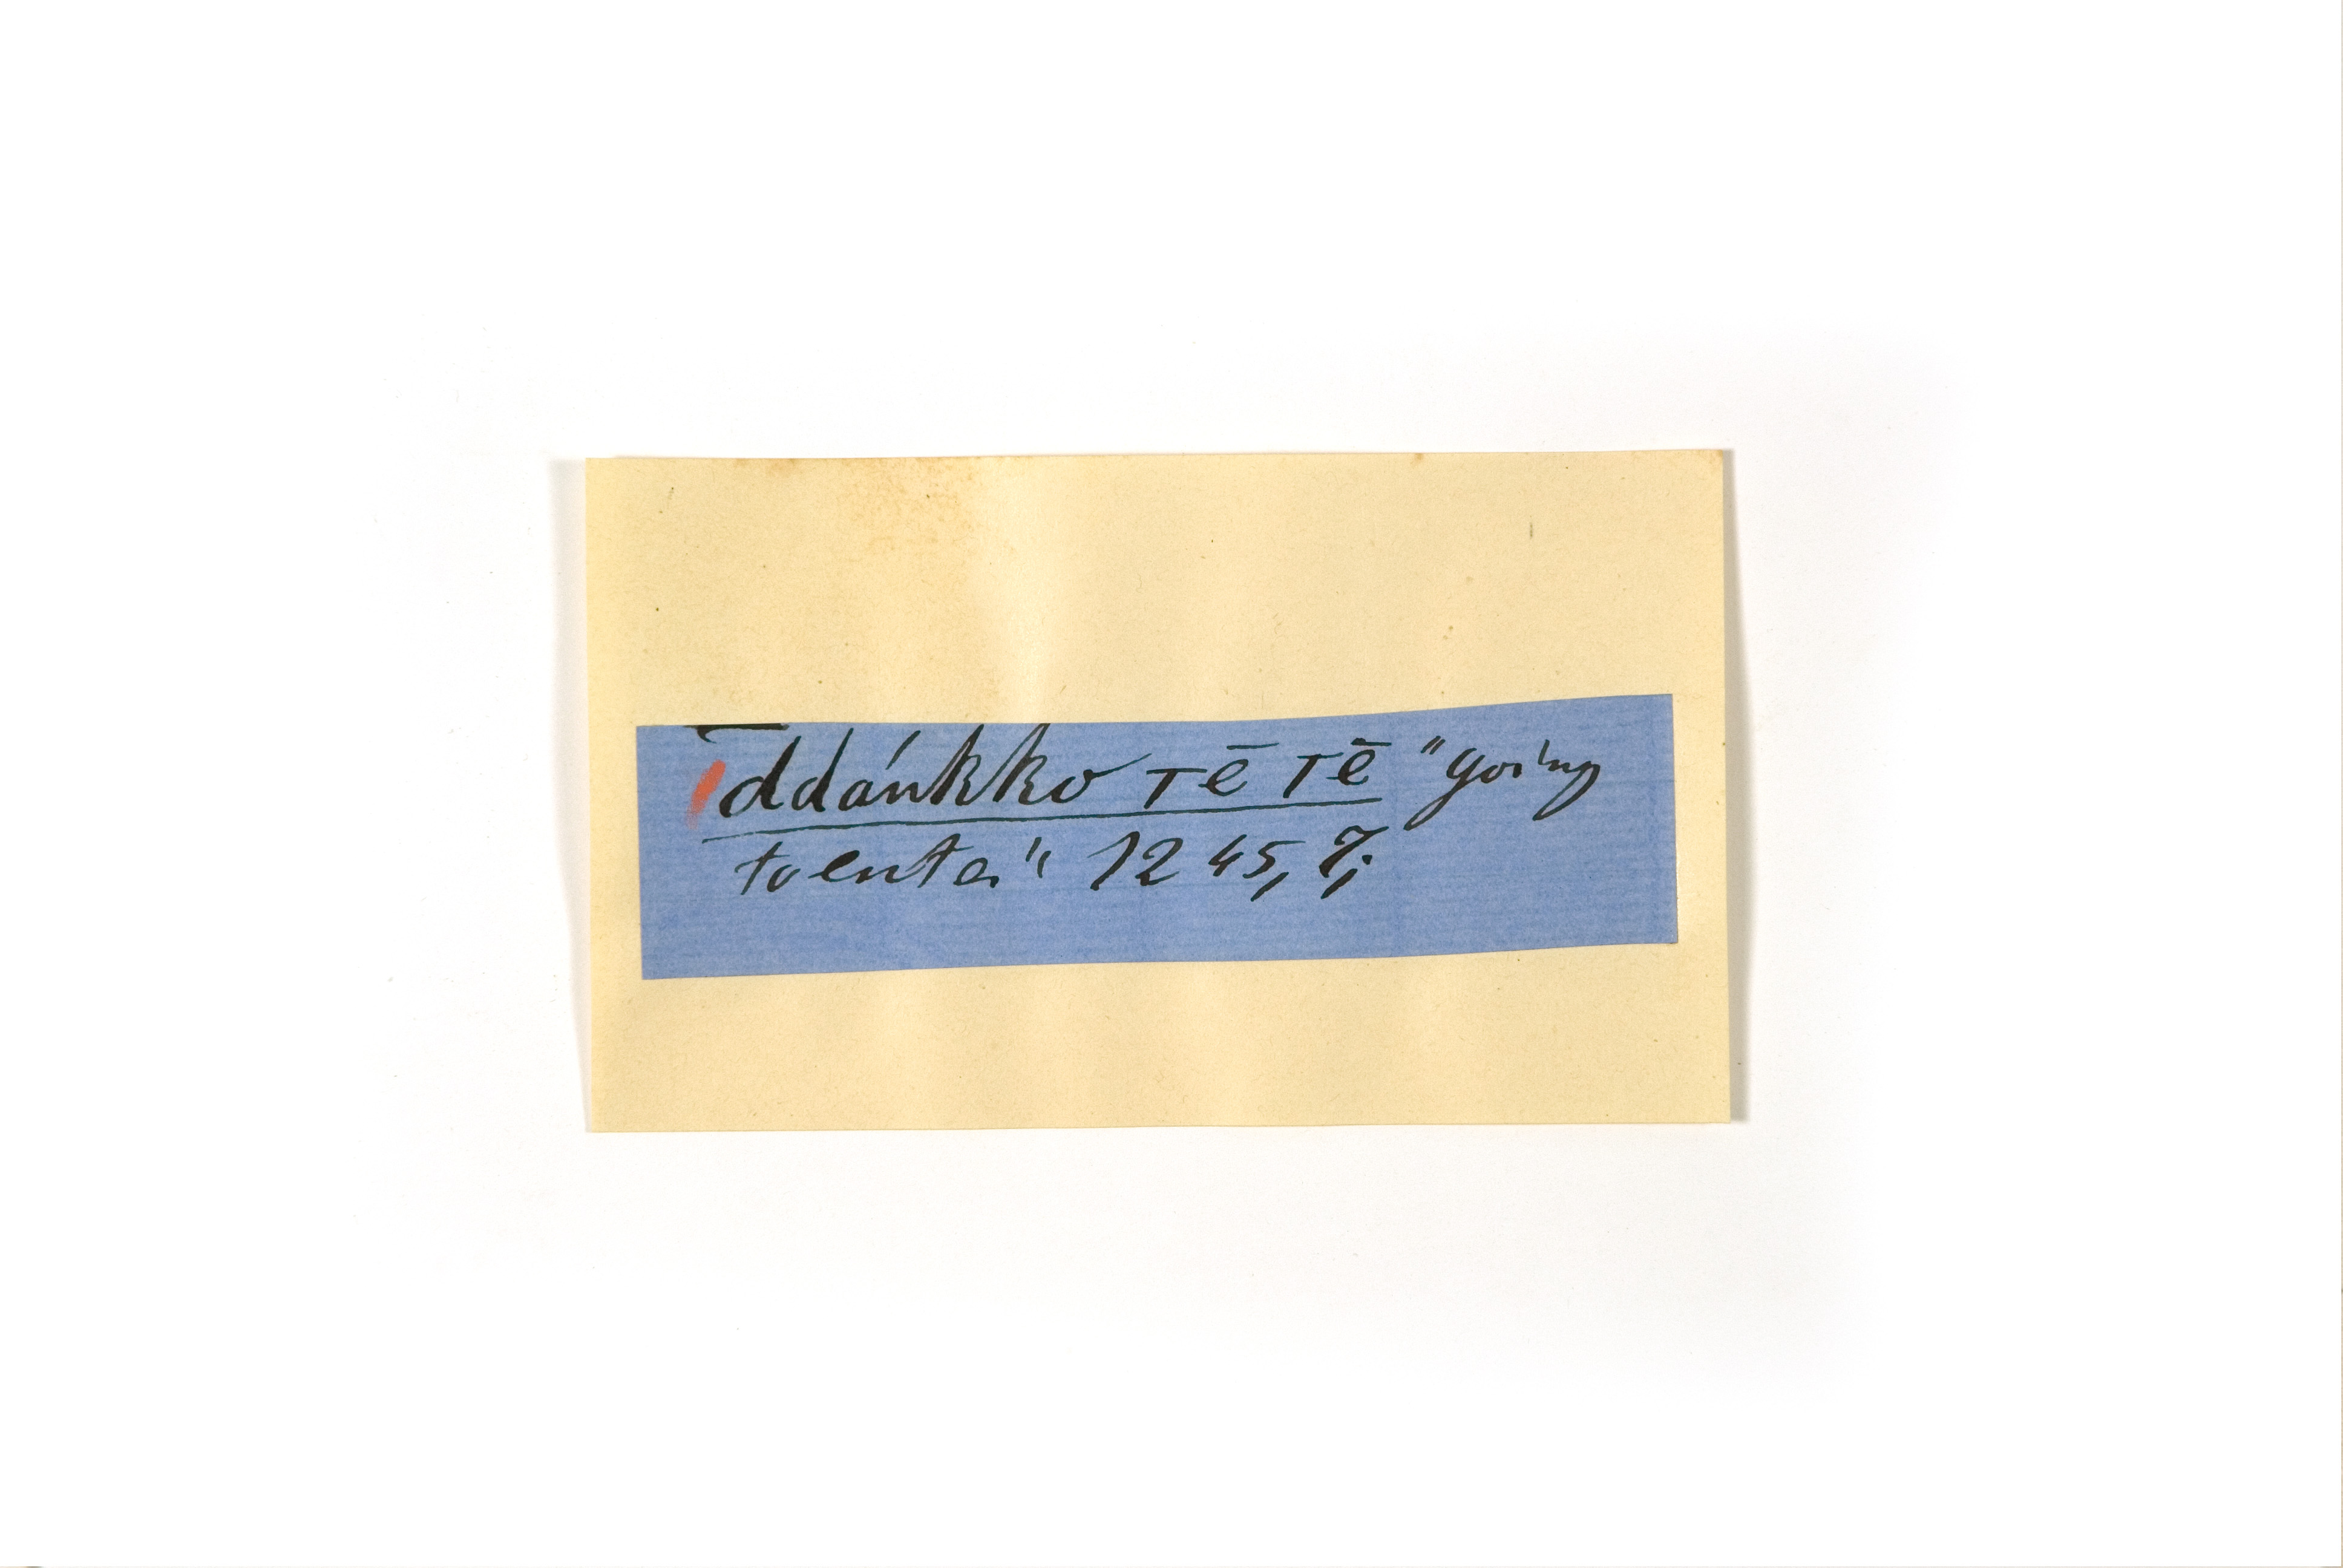 ddánkko TĒ TĒ "going
to enter" 12 45, 7;